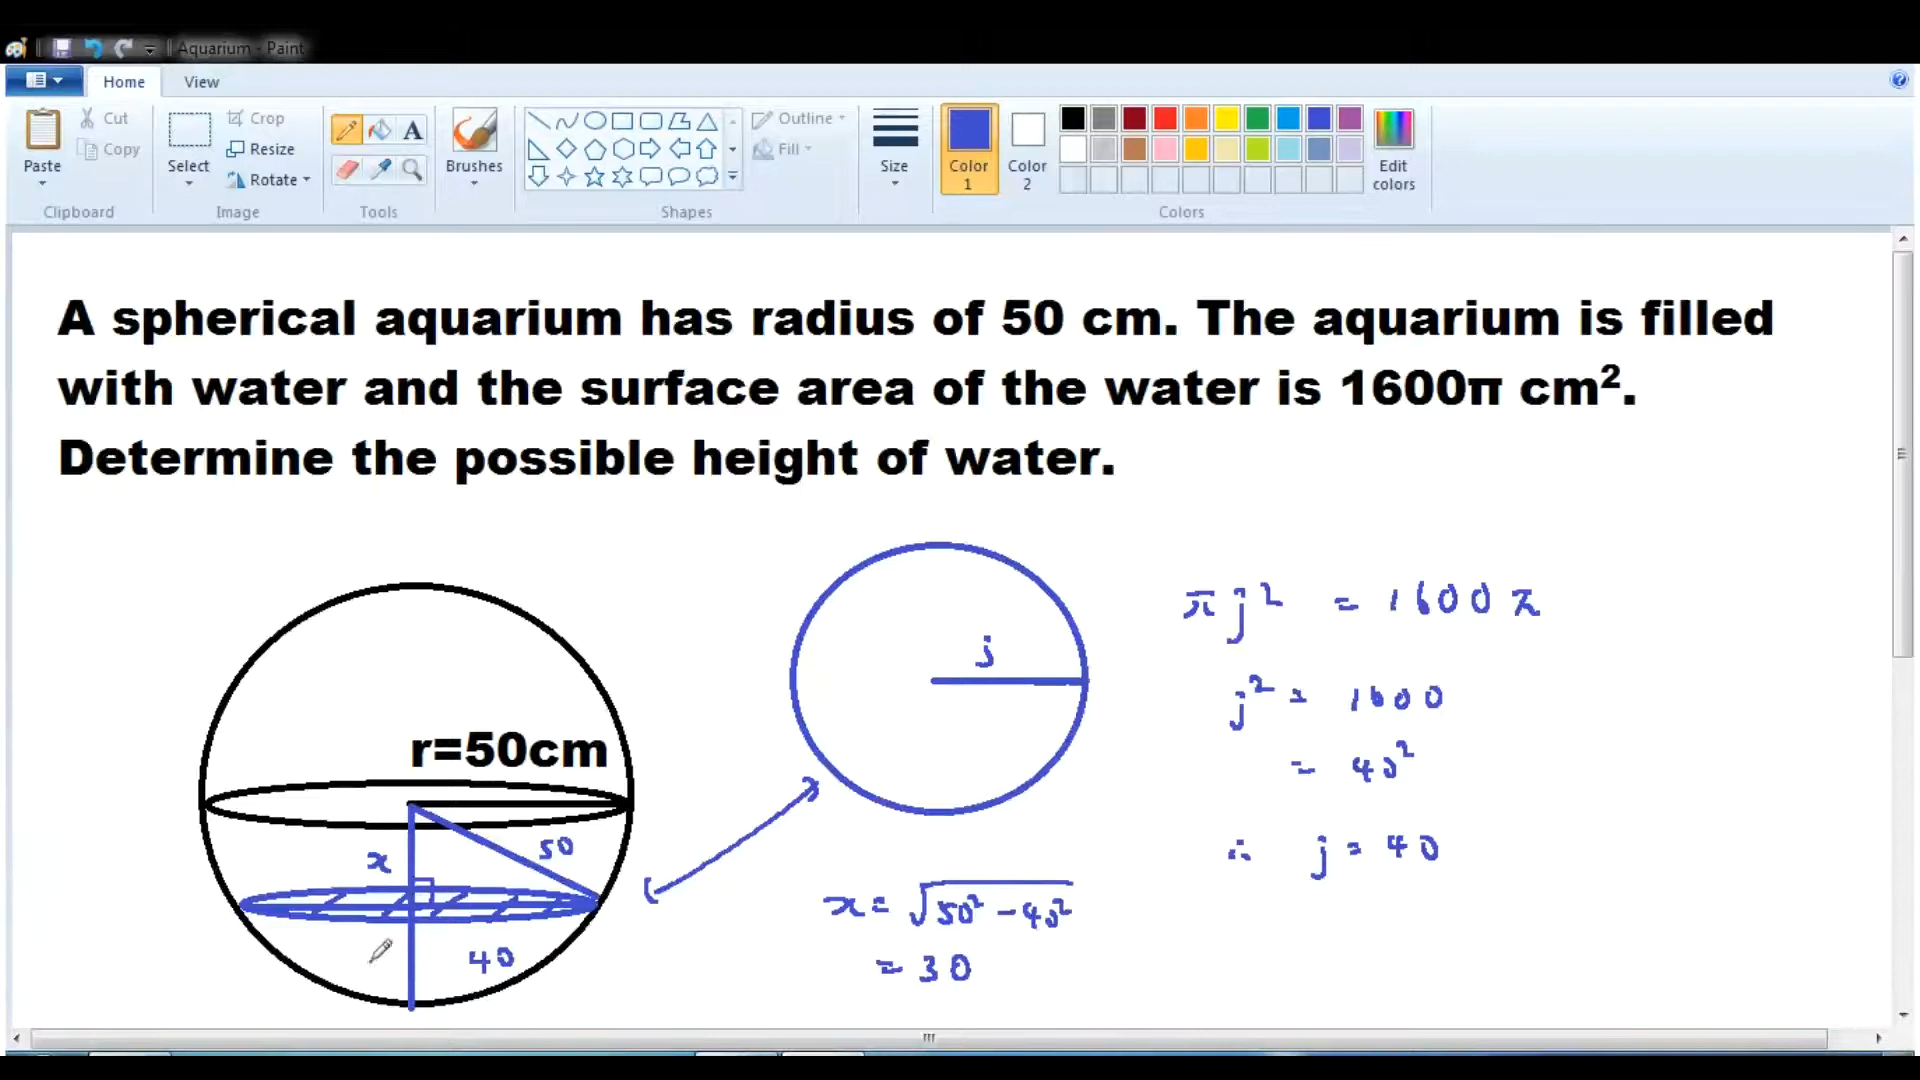 Aquarium - Paint
Home View
Paste Cut Copy Select Crop Resize Rotate A Brushes Outline Fill Size Color 1 Color 2 Edit colors
Clipboard Image Tools Shapes Colors
A spherical aquarium has radius of 50 cm. The aquarium is filled
with water and the surface area of the water is 1600π cm².
Determine the possible height of water.
r=50cm
x
50
40
j
πj² = 1600π
j² = 1600
= 40²
∴ j = 40
x = √50² - 40²
= 30